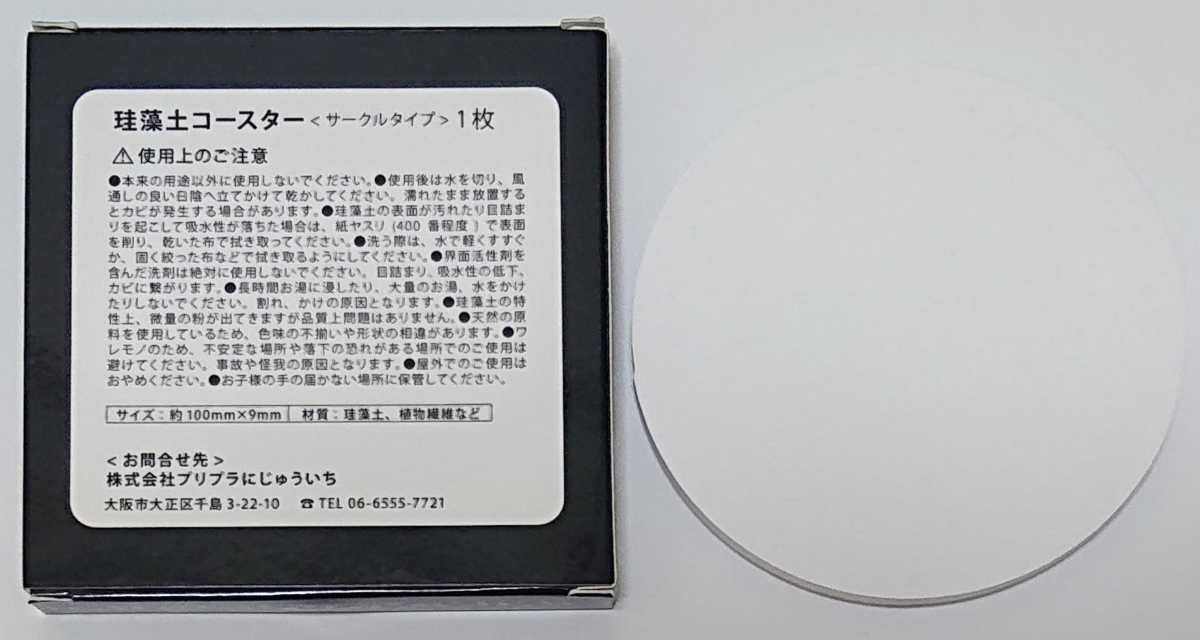 珪藻土コースター<サークルタイプ>1枚
⚠使用上のご注意
●本来の用途以外に使用しないでください。●使用後は水を切り、風
通しの良い日陰へ立てかけて乾かしてください。濡れたまま放置する
とカビが発生する場合があります。●珪藻土の表面が汚れたり目詰ま
りを起こして吸水性が落ちた場合は、紙ヤスリ(400番程度)で表面
を削り、乾いた布で拭き取ってください。●洗う際は、水で軽くすすぐ
か、固く絞った布などで拭き取るようにしてください。●界面活性剤を
含んだ洗剤は絶対に使用しないでください。目詰まり、吸水性の低下、
カビに繋がります。●長時間お湯に浸したり、大量のお湯、水をかけ
たりしないでください。割れ、かけの原因となります。●珪藻土の特
性上、微量の粉が出てきますが品質上問題はありません。●天然の原
料を使用しているため、色味の不揃いや形状の相違があります。●ワ
レモノのため、不安定な場所や落下の恐れがある場所でのご使用は
避けてください。事故や怪我の原因となります。●屋外でのご使用は
おやめください。●お子様の手の届かない場所に保管してください。
サイズ:約100mm×9mm 材質:珪藻土、植物繊維など
<お問合せ先>
株式会社プリプラにじゅういち
大阪市大正区千島3-22-10 ☎TEL 06-6555-7721